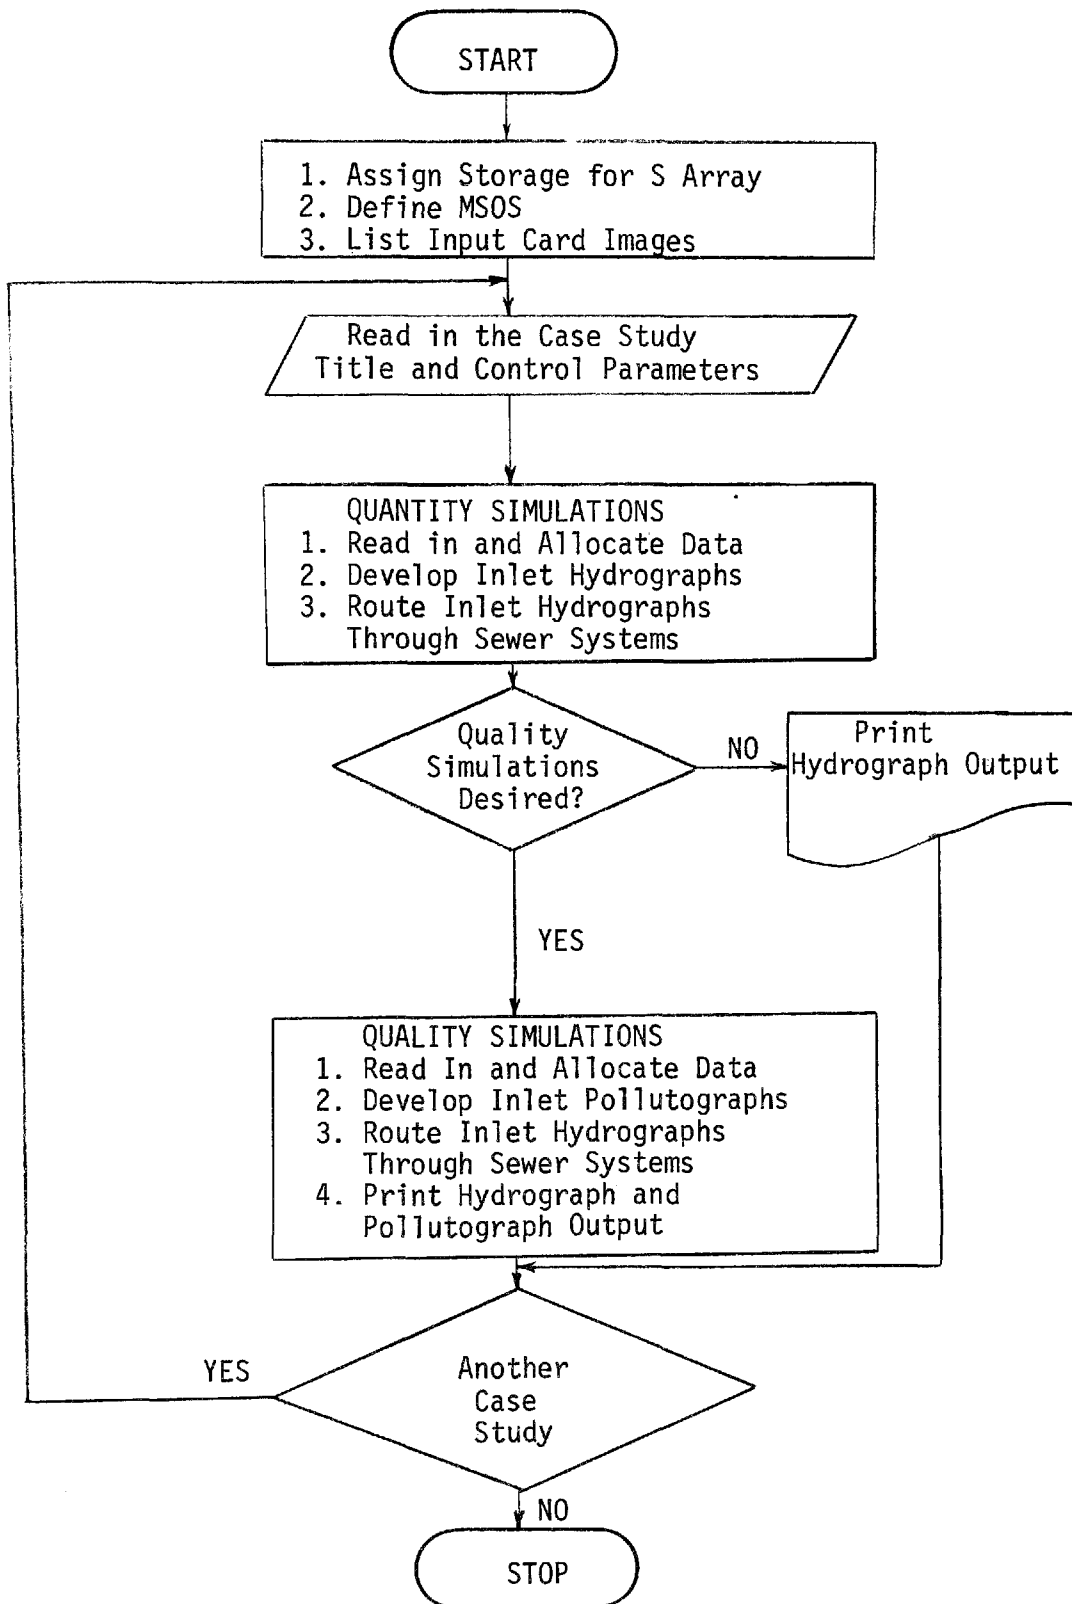 START
1. Assign Storage for S Array
2. Define MSOS
3. List Input Card Images
Read in the Case Study
Title and Control Parameters
QUANTITY SIMULATIONS
1. Read in and Allocate Data
2. Develop Inlet Hydrographs
3. Route Inlet Hydrographs
Through Sewer Systems
Quality
Simulations
Desired?
NO
Print
Hydrograph Output
YES
QUALITY SIMULATIONS
1. Read In and Allocate Data
2. Develop Inlet Pollutographs
3. Route Inlet Hydrographs
Through Sewer Systems
4. Print Hydrograph and
Pollutograph Output
YES
Another
Case
Study
NO
STOP